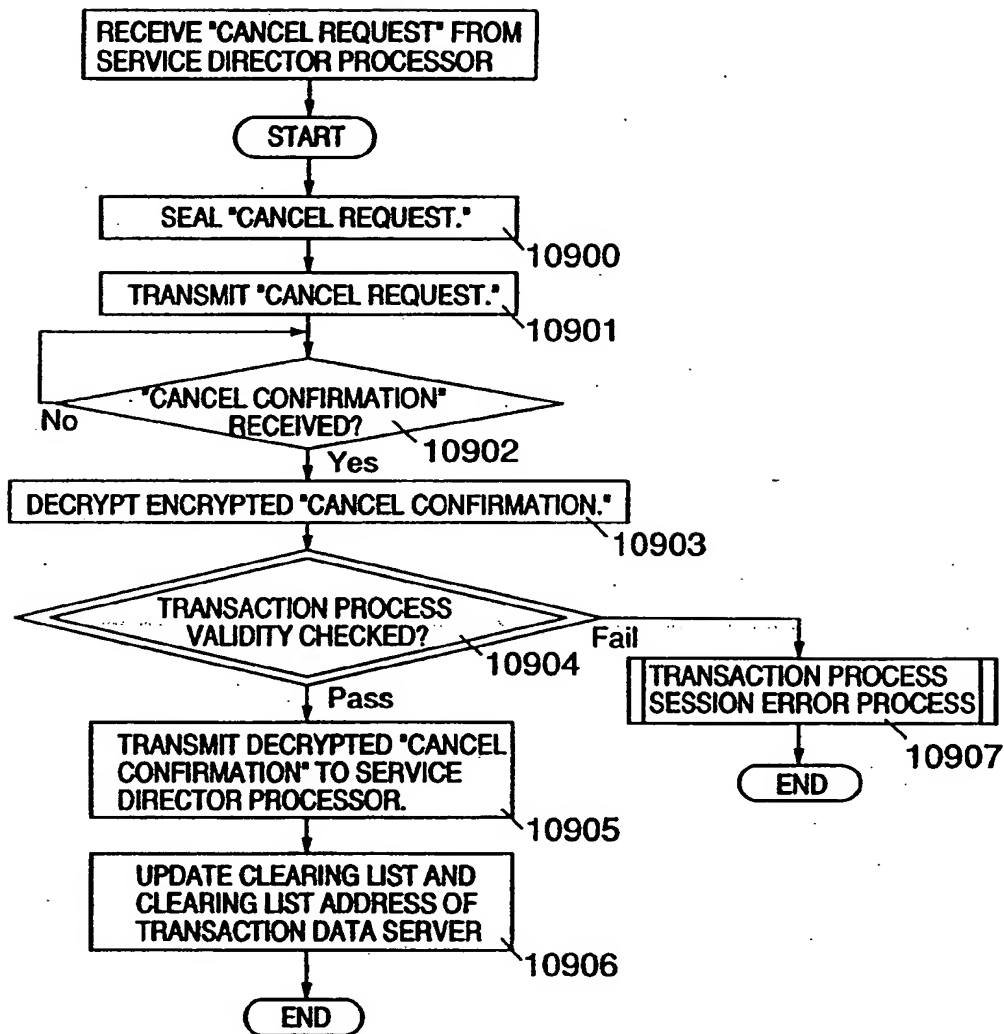 RECEIVE "CANCEL REQUEST" FROM
SERVICE DIRECTOR PROCESSOR
START
SEAL "CANCEL REQUEST."
10900
TRANSMIT "CANCEL REQUEST."
10901
"CANCEL CONFIRMATION"
RECEIVED?
No
10902
Yes
DECRYPT ENCRYPTED "CANCEL CONFIRMATION."
10903
TRANSACTION PROCESS
VALIDITY CHECKED?
10904
Fail
Pass
TRANSACTION PROCESS
SESSION ERROR PROCESS
10907
END
TRANSMIT DECRYPTED "CANCEL
CONFIRMATION" TO SERVICE
DIRECTOR PROCESSOR.
10905
UPDATE CLEARING LIST AND
CLEARING LIST ADDRESS OF
TRANSACTION DATA SERVER
10906
END